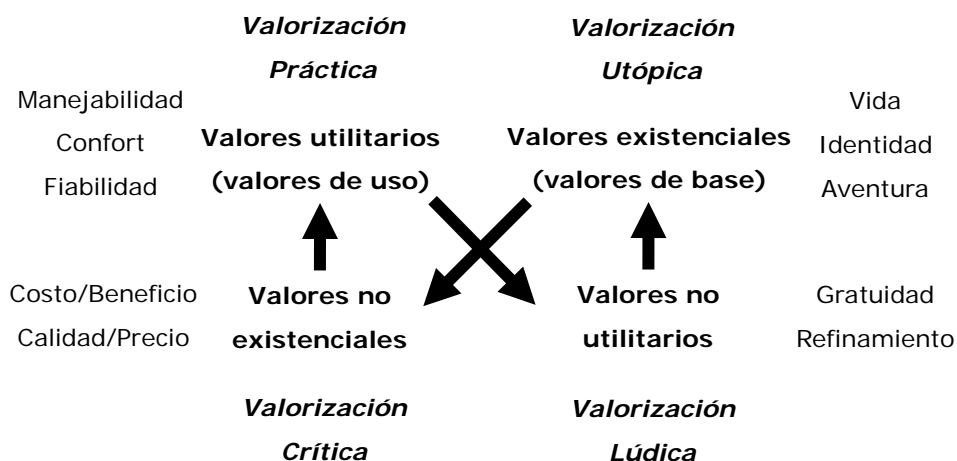 Valorización
Práctica
Valorización
Utópica
Manejabilidad
Confort
Fiabilidad
Valores utilitarios
(valores de uso)
Valores existenciales
(valores de base)
Vida
Identidad
Aventura
Costo/Beneficio
Calidad/Precio
Valores no
existenciales
Valores no
utilitarios
Gratuidad
Refinamiento
Valorización
Crítica
Valorización
Lúdica